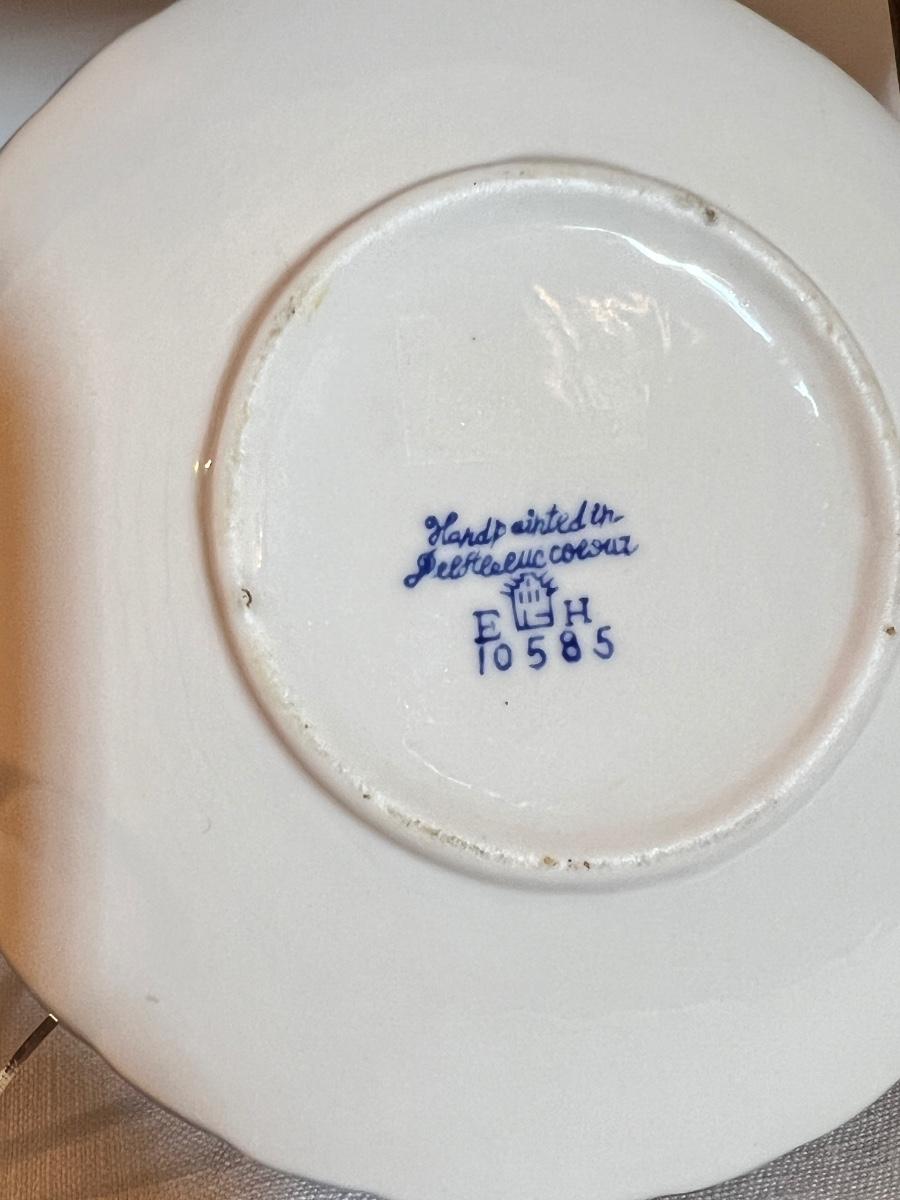 Handpainted in
Delftsblue colour
E H
10585